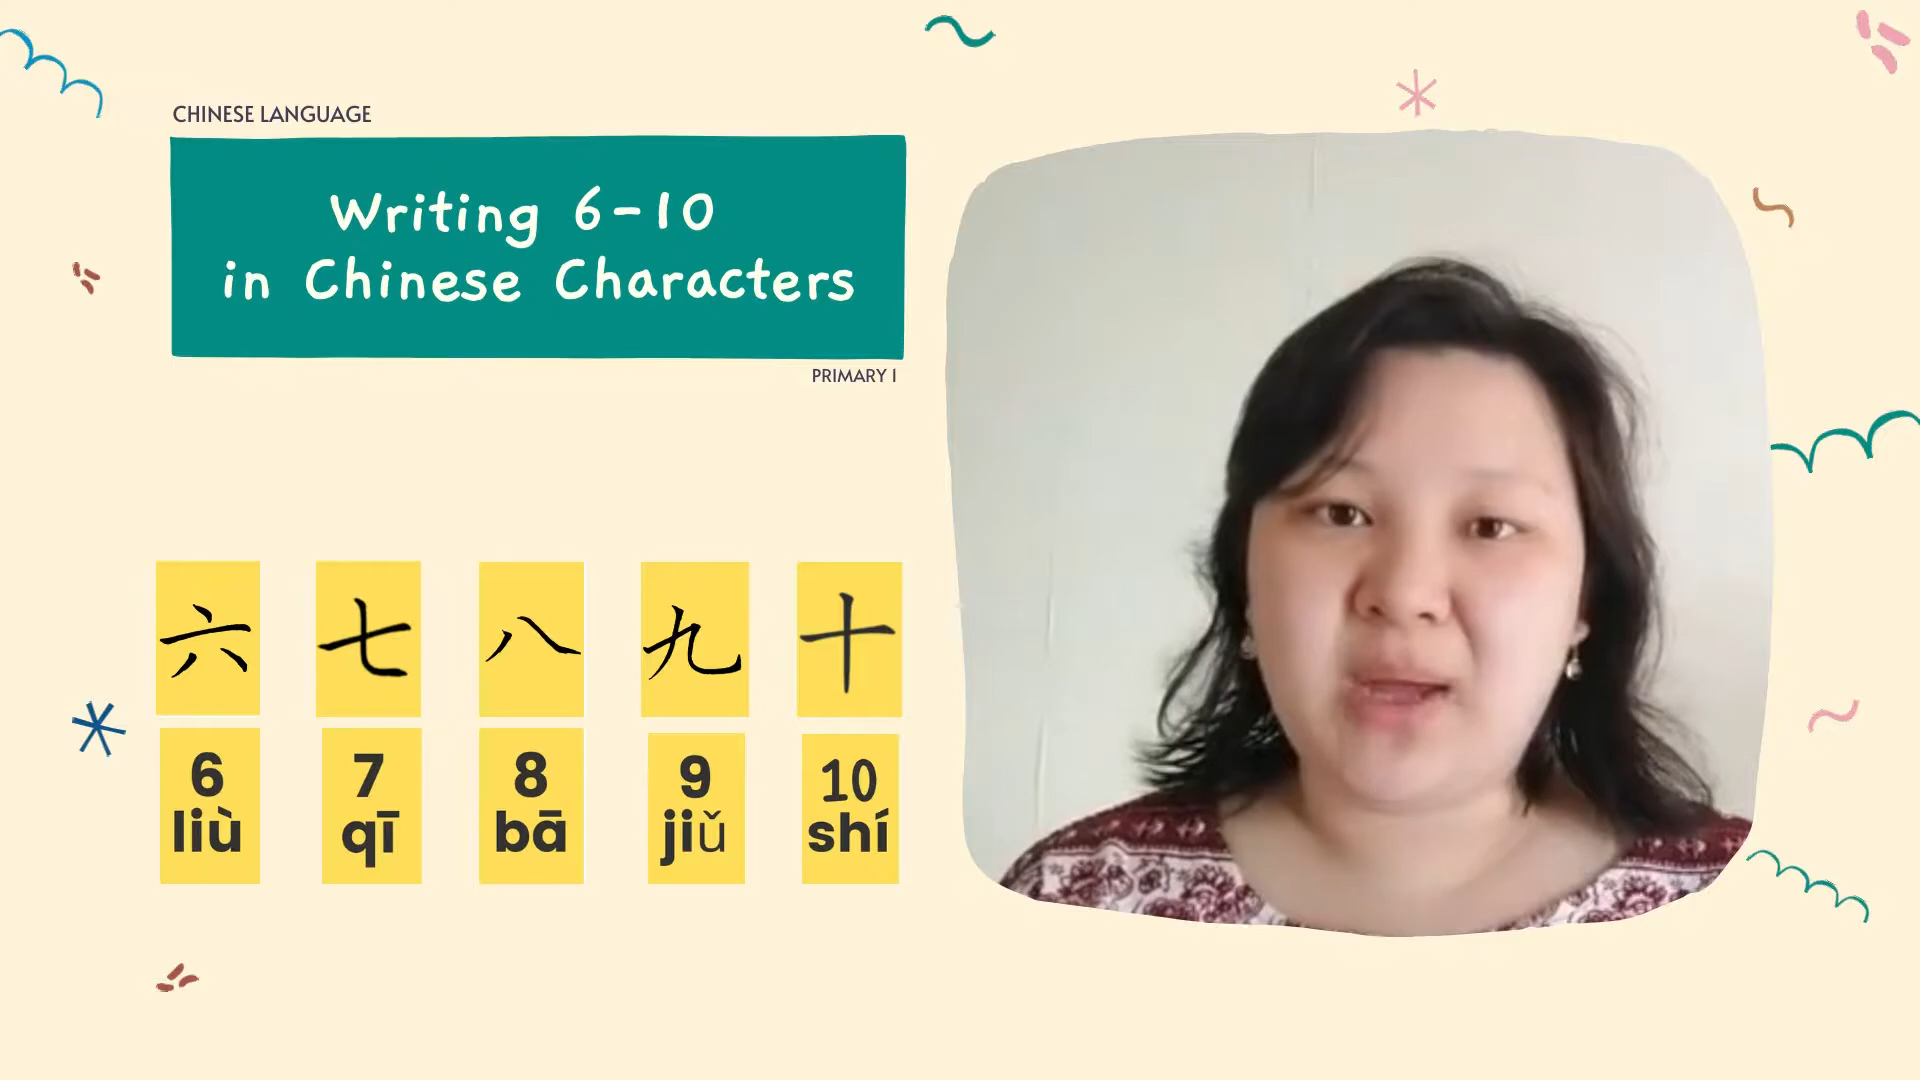 CHINESE LANGUAGE
Writing 6-10
in Chinese Characters
PRIMARY 1
六 七 八 九 十
6 7 8 9 10
liù qī bā jiǔ shí